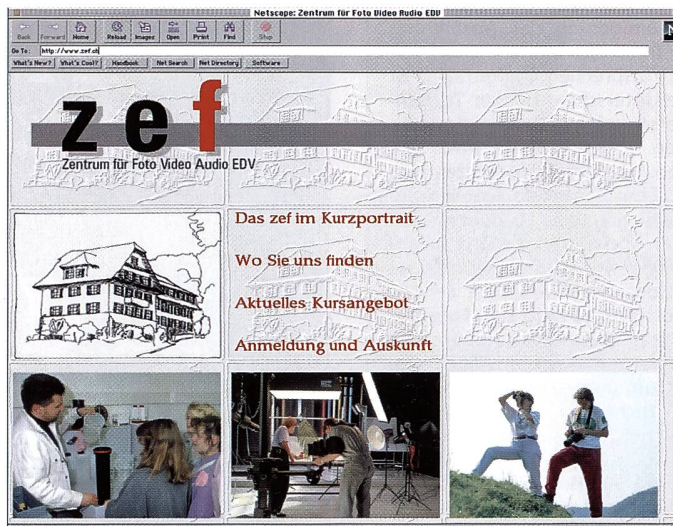 Netscape: Zentrum für Foto Video Audio EDV
Back Forward Home Reload Images Open Print Find Stop
Go To: http://www.zef.ch
What's New? What's Cool? Handbook Net Search Net Directory Software
zef
Zentrum für Foto Video Audio EDV
Das zef im Kurzportrait
Wo Sie uns finden
Aktuelles Kursangebot
Anmeldung und Auskunft
N